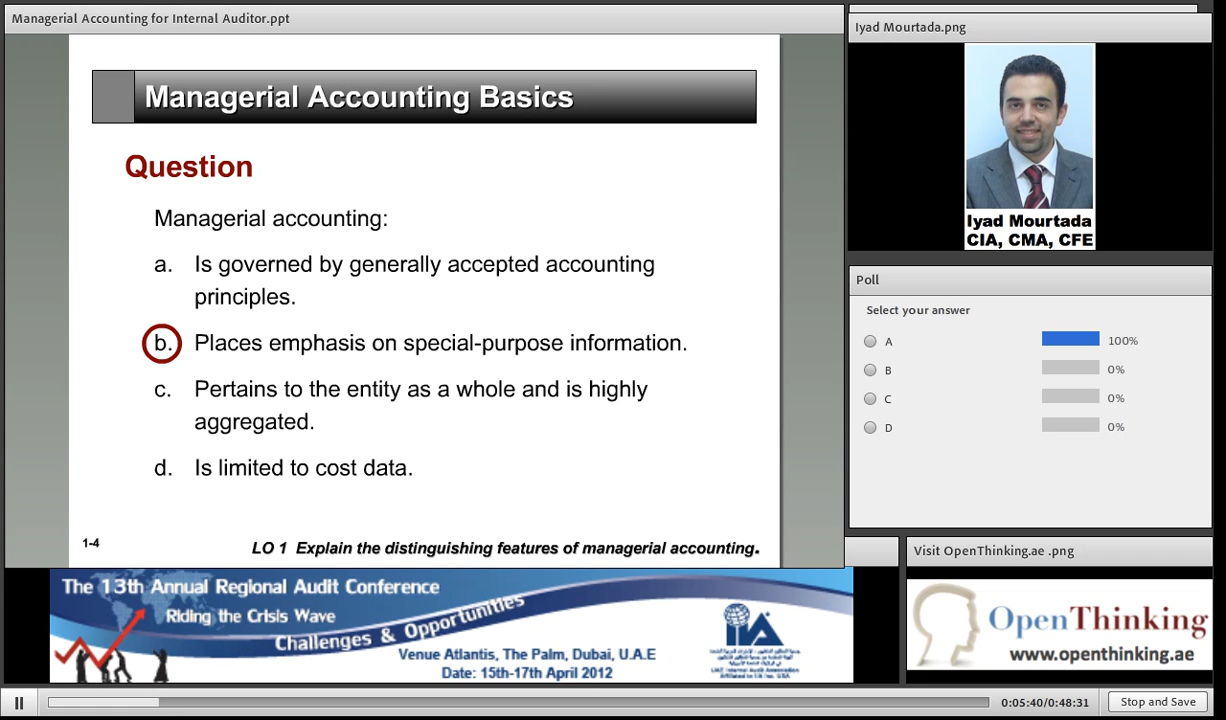 Managerial Accounting for Internal Auditor.ppt
Managerial Accounting Basics
Question
Managerial accounting:
a. Is governed by generally accepted accounting
principles.
b. Places emphasis on special-purpose information.
c. Pertains to the entity as a whole and is highly
aggregated.
d. Is limited to cost data.
1-4
LO 1 Explain the distinguishing features of managerial accounting.
Iyad Mourtada.png
Iyad Mourtada
CIA, CMA, CFE
Poll
Select your answer
A 100%
B 0%
C 0%
D 0%
The 13th Annual Regional Audit Conference
Riding the Crisis Wave
Challenges & Opportunities
Venue Atlantis, The Palm, Dubai, U.A.E
Date: 15th-17th April 2012
IIA
Visit OpenThinking.ae .png
OpenThinking
www.openthinking.ae
0:05:40/0:48:31
Stop and Save